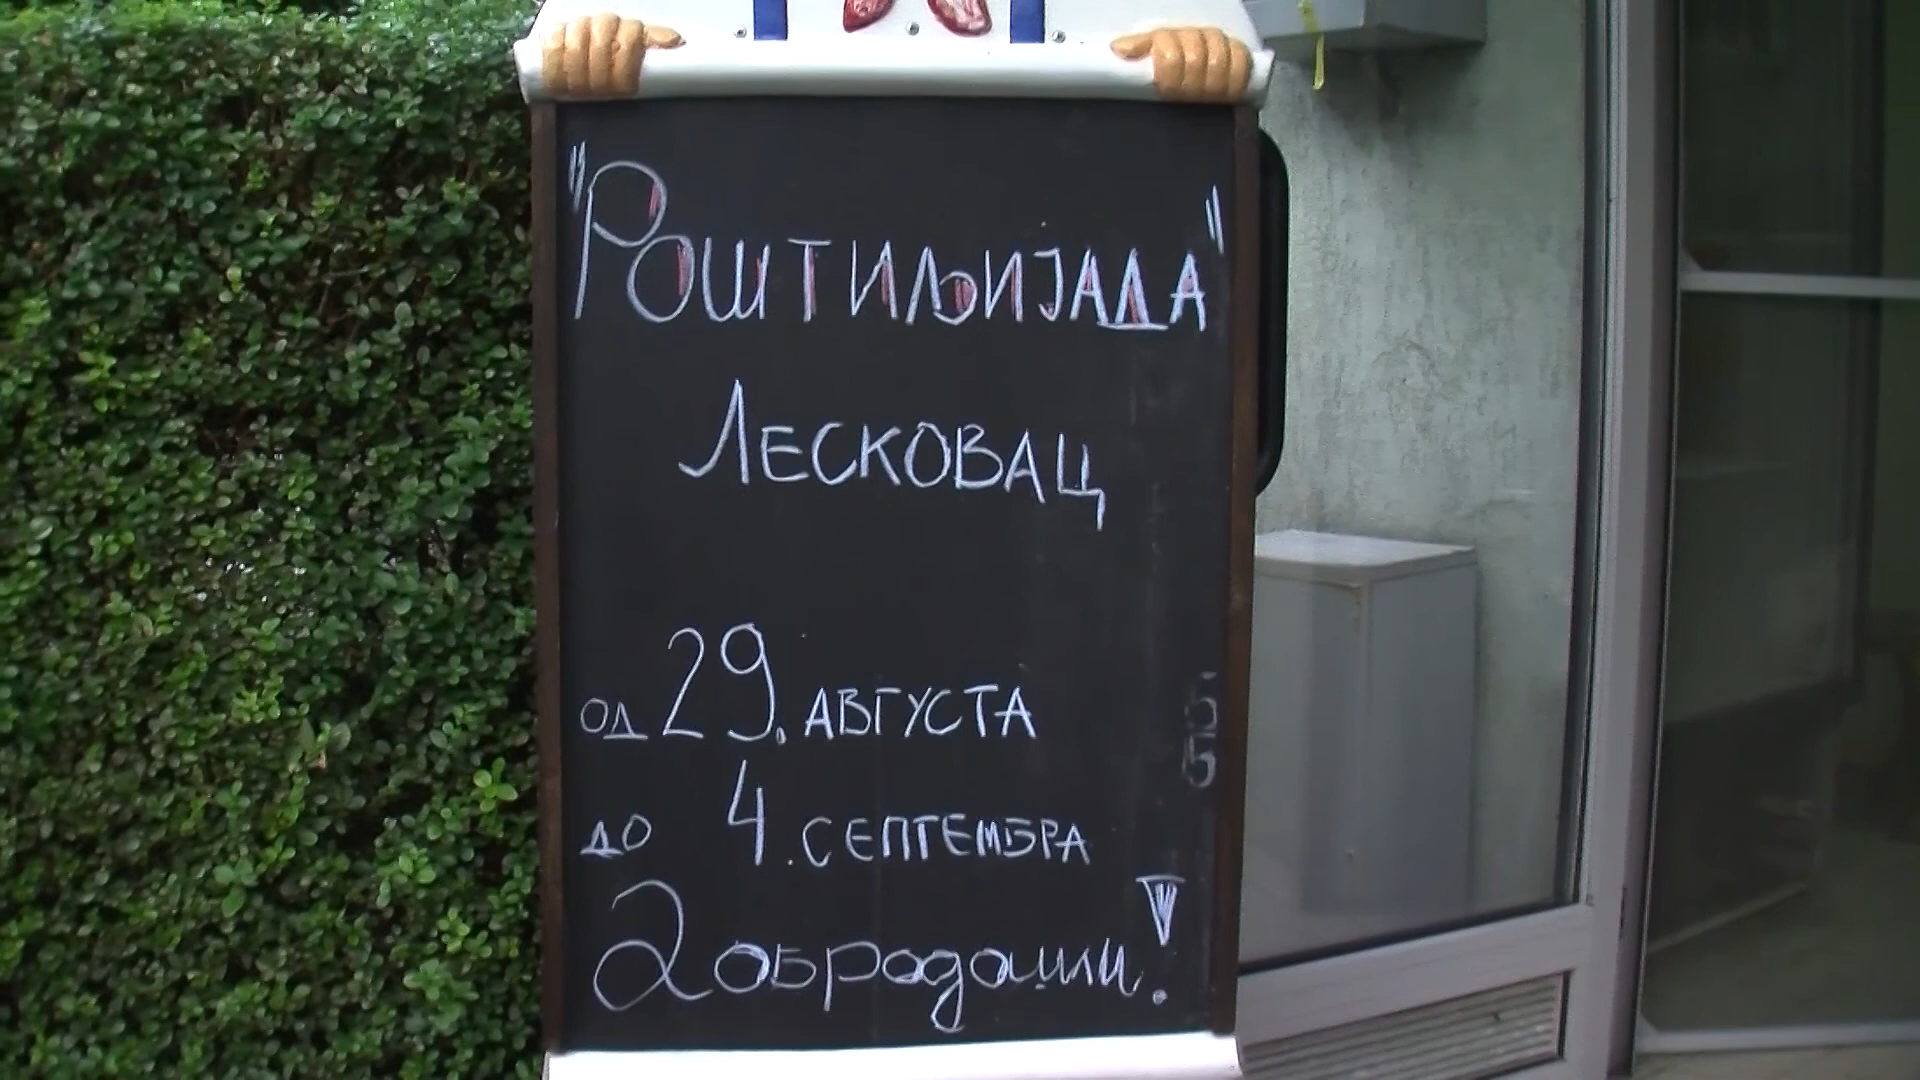 "Роштиљијада"
Лесковац
од 29. августа
до 4. септембра
Добродошли!